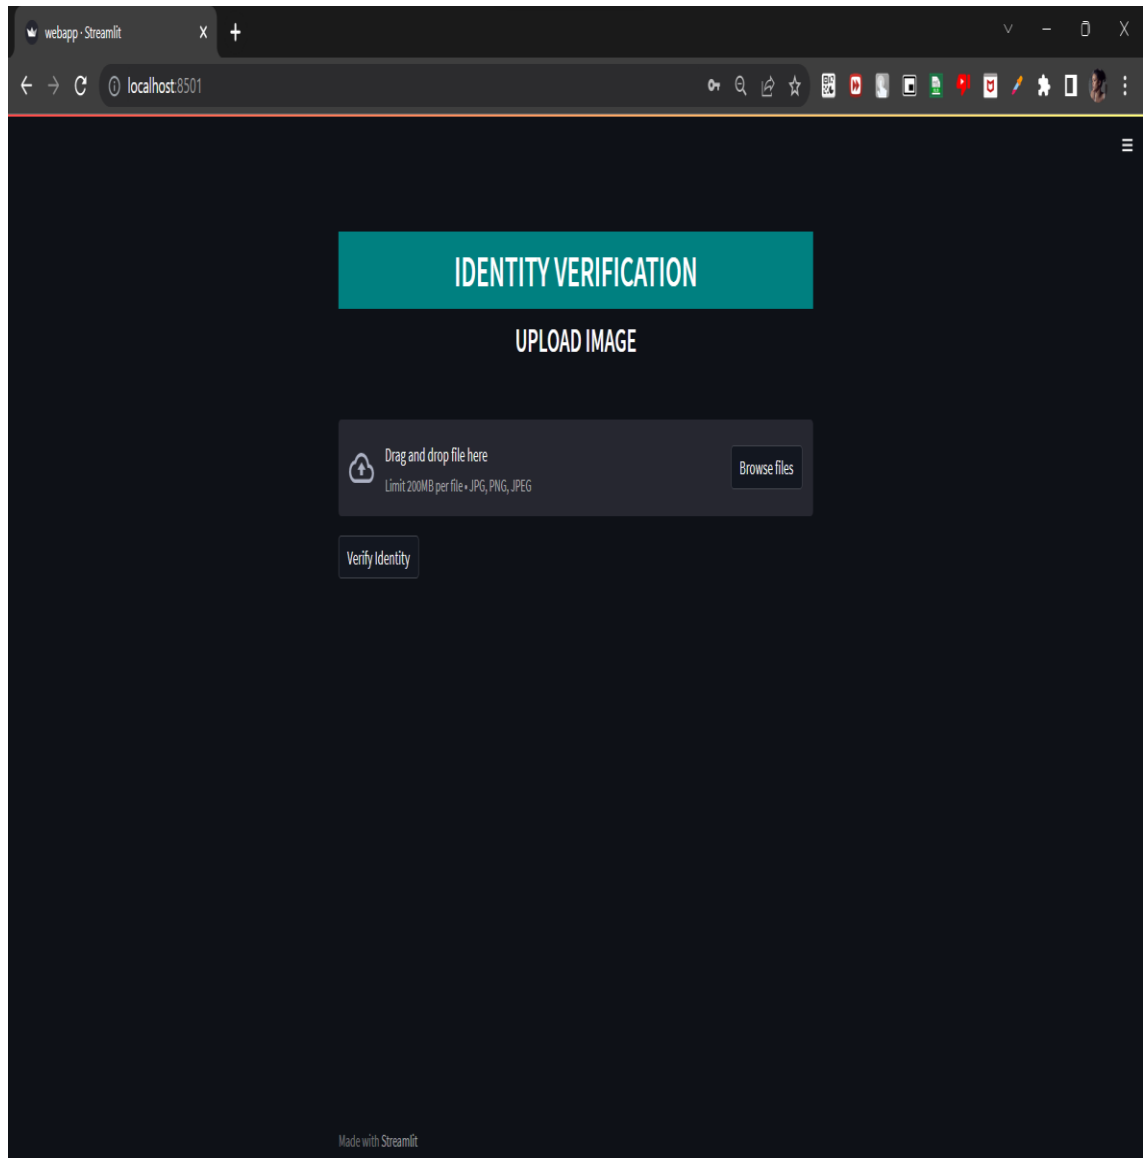 webapp · Streamlit
localhost:8501
IDENTITY VERIFICATION
UPLOAD IMAGE
Drag and drop file here
Limit 200MB per file • JPG, PNG, JPEG
Browse files
Verify Identity
Made with Streamlit